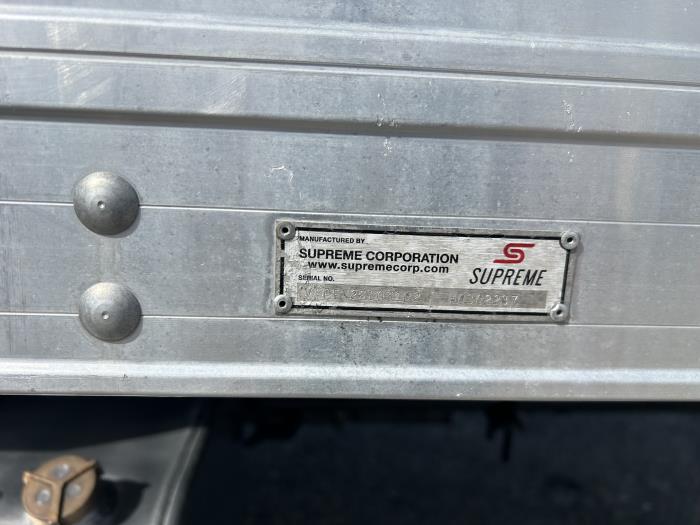 MANUFACTURED BY
SUPREME CORPORATION
www.supremecorp.com
SUPREME
SERIAL NO.